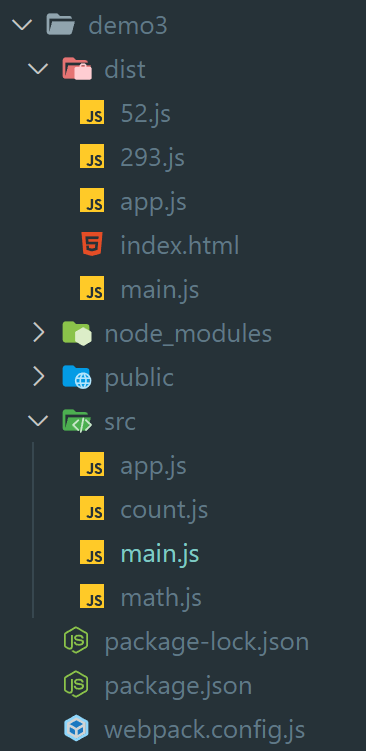 demo3
dist
JS 52.js
JS 293.js
JS app.js
index.html
JS main.js
node_modules
public
src
JS app.js
JS count.js
JS main.js
JS math.js
JS package-lock.json
JS package.json
webpack.config.js